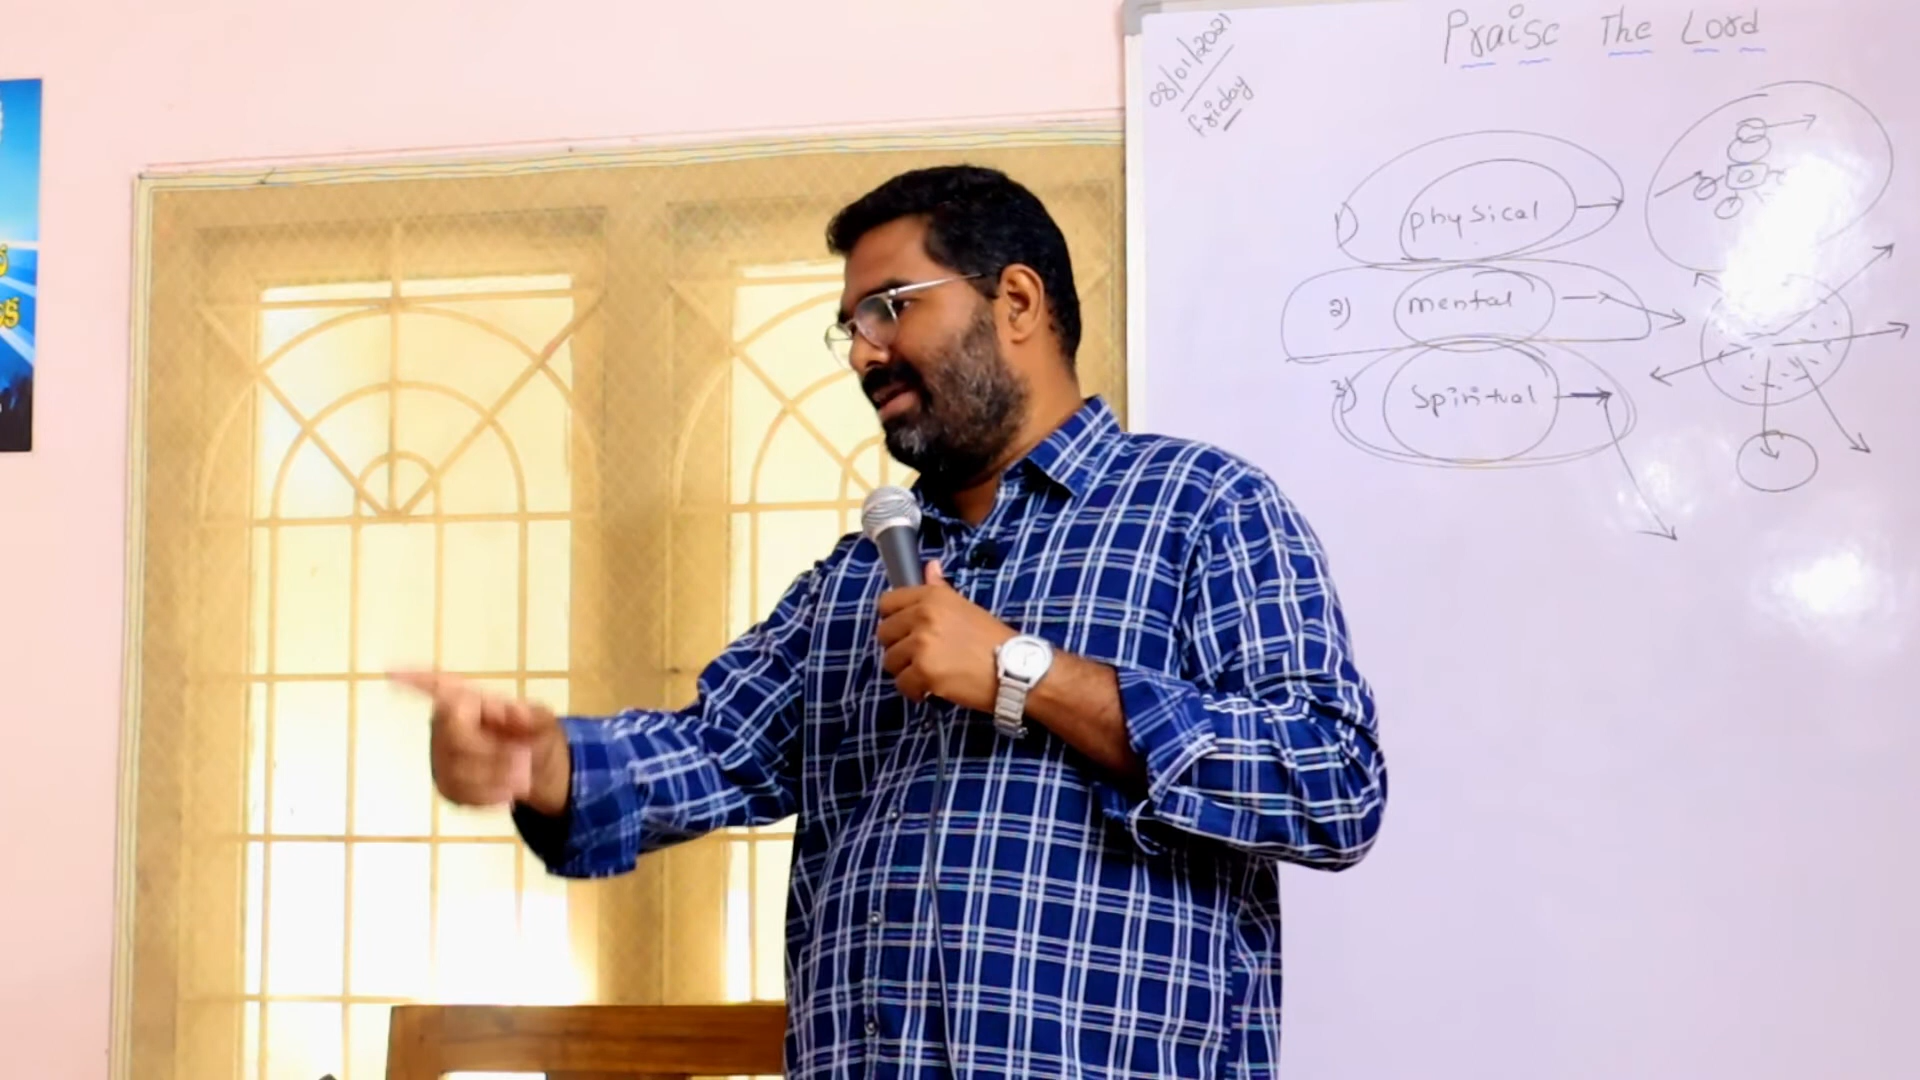 08/01/2021
Friday
Praise The Lord
1) physical
2) mental
3) Spiritual